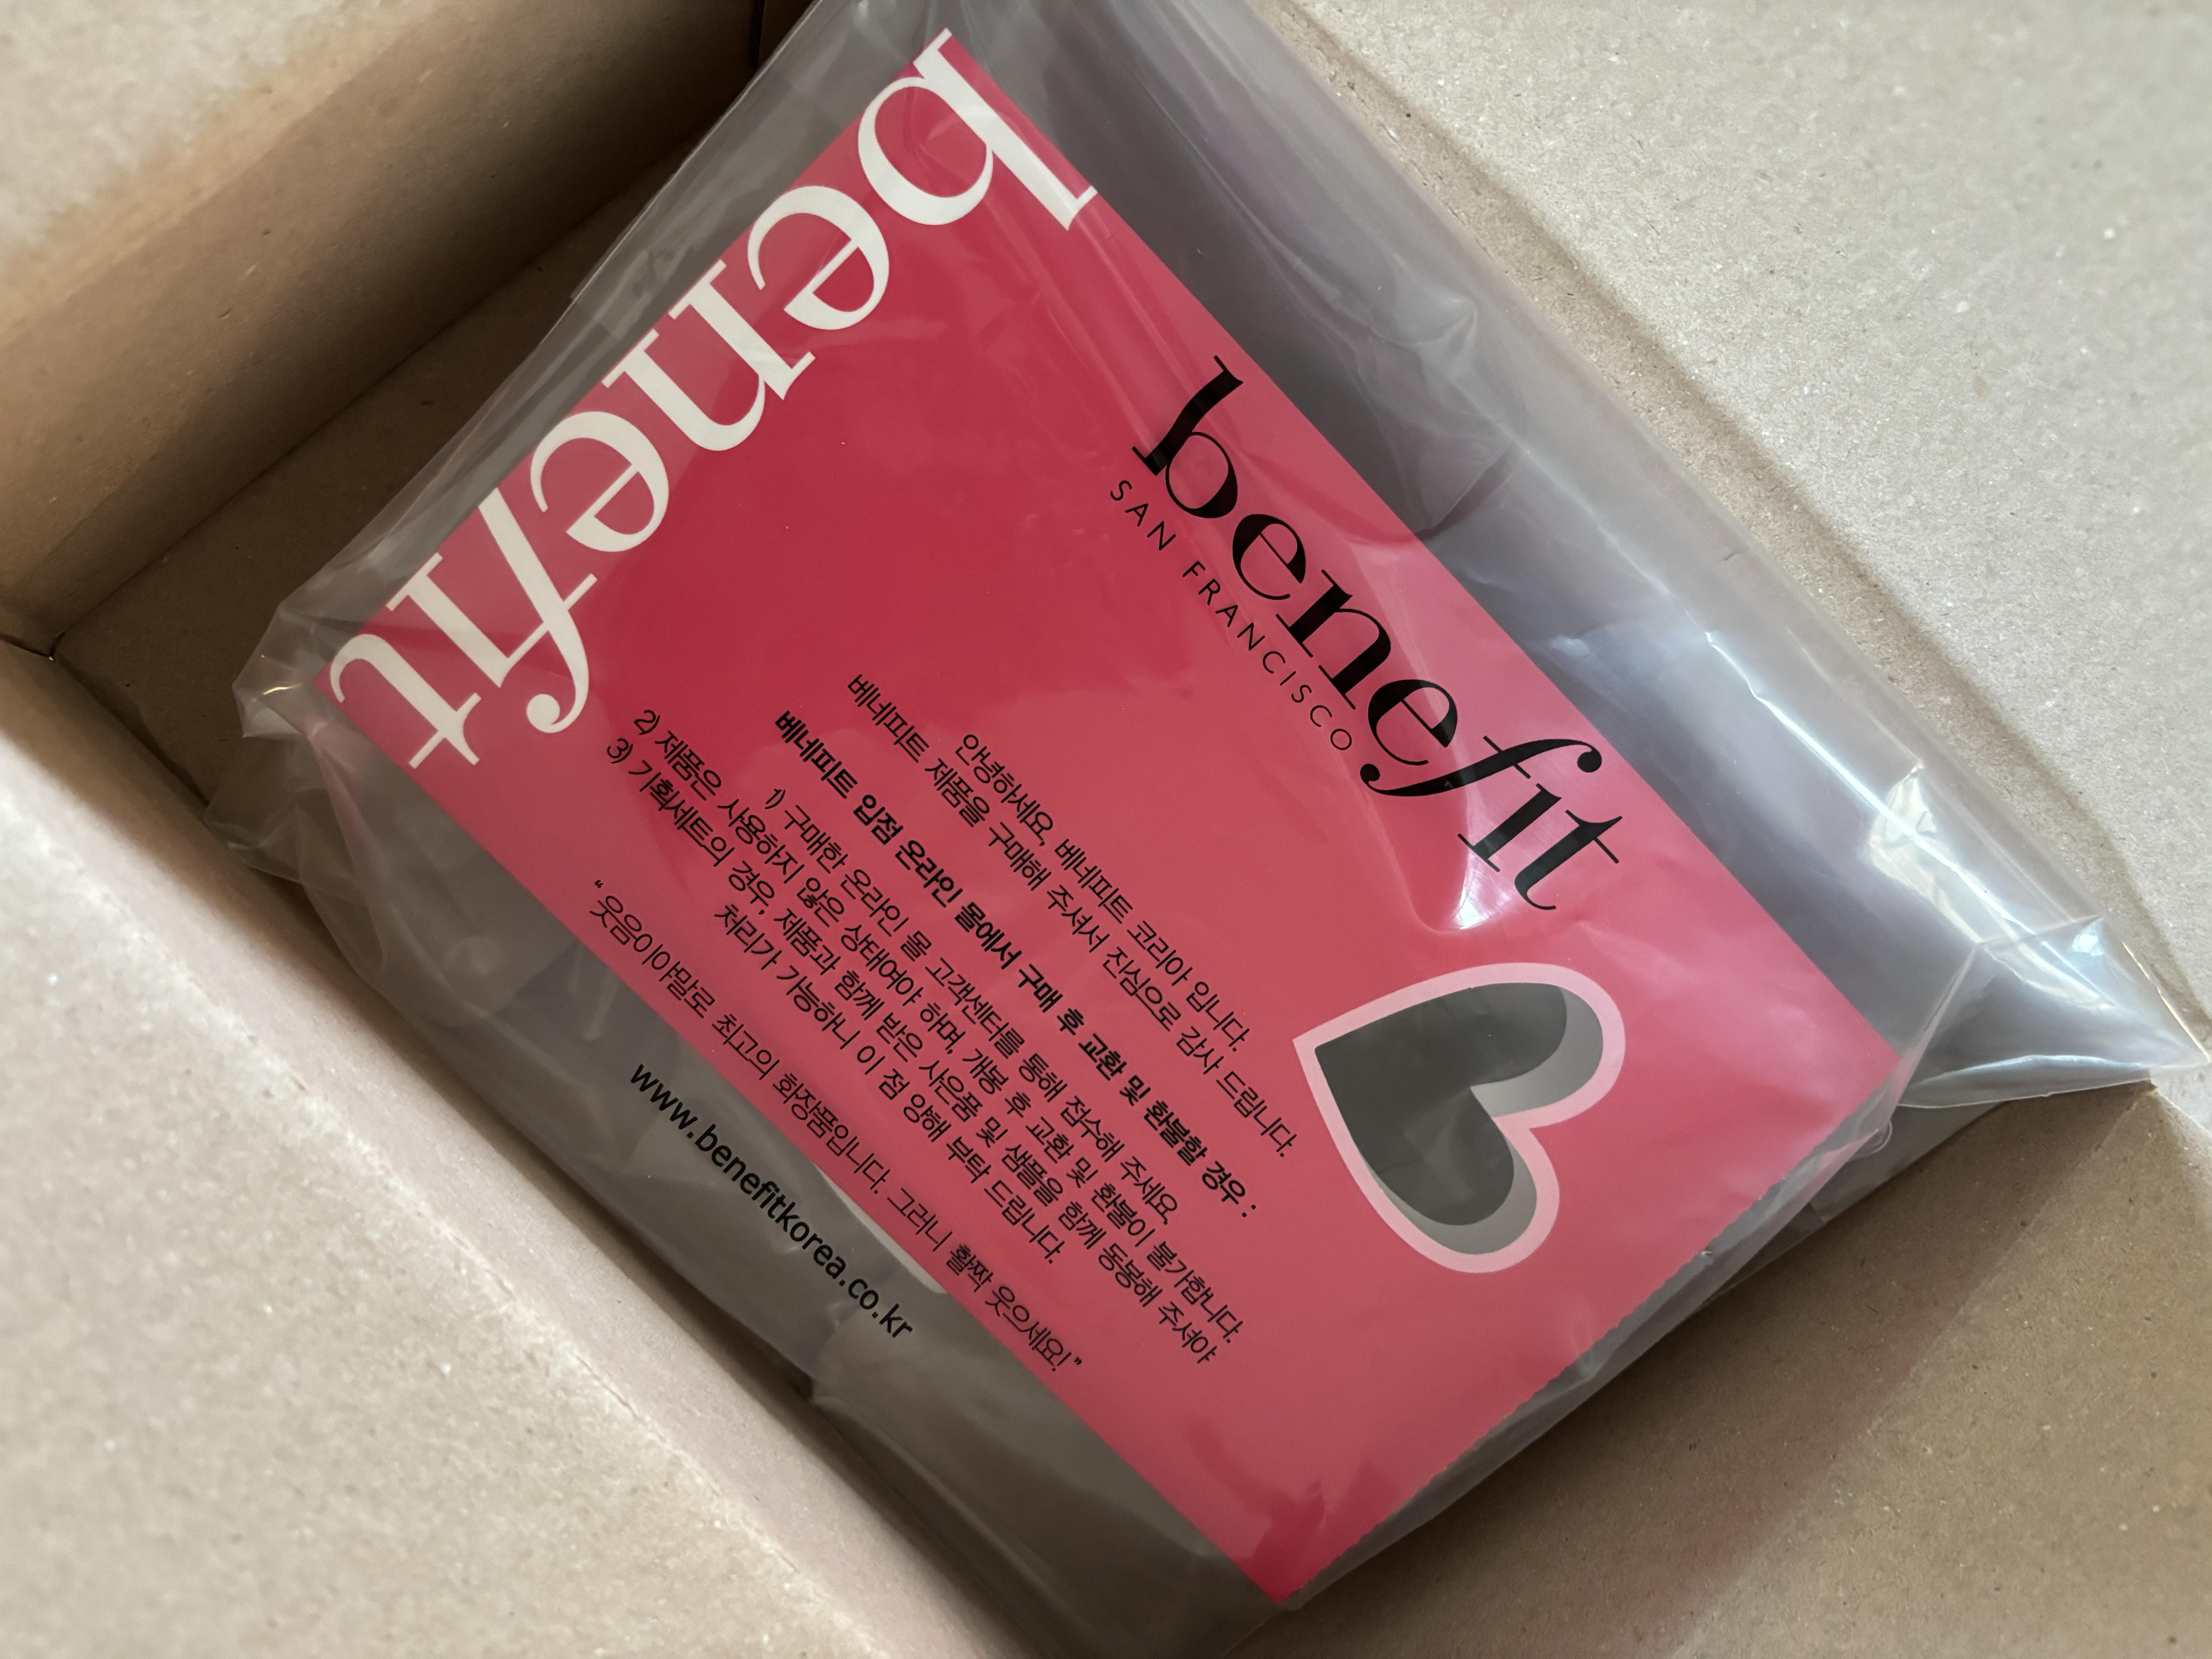 benefit
benefit
SAN FRANCISCO
안녕하세요, 베네피트 코리아 입니다.
베네피트 제품을 구매해 주셔서 진심으로 감사 드립니다.
베네피트 입점 온라인 몰에서 구매 후 교환 및 환불할 경우 :
1) 구매한 온라인 몰 고객센터를 통해 접수해 주세요.
2) 제품은 사용하지 않은 상태여야 하며, 개봉 후 교환 및 환불이 불가합니다.
3) 기획세트의 경우, 제품과 함께 받은 사은품 및 샘플을 함께 동봉해 주셔야
처리가 가능하니 이 점 양해 부탁 드립니다.
“웃음이야말로 최고의 화장품입니다. 그러니 활짝 웃으세요!”
www.benefitkorea.co.kr